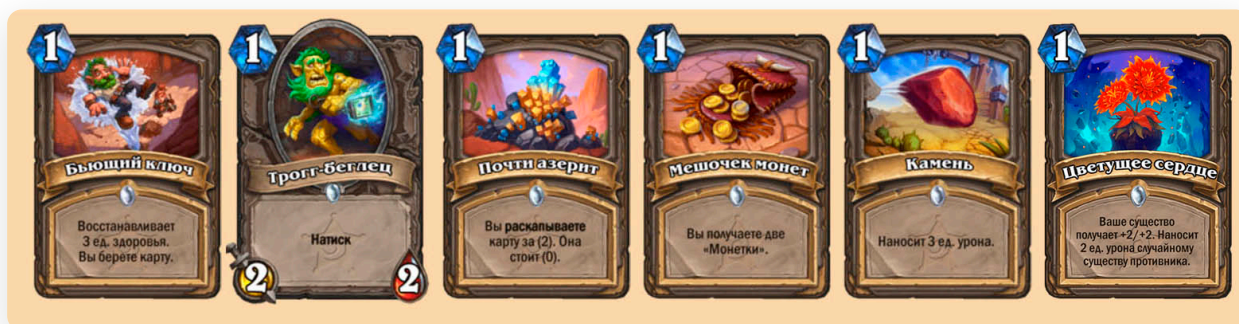 1
Бьющий ключ
Восстанавливает
3 ед. здоровья.
Вы берете карту.
1
Трогг-беглец
Натиск
2
2
1
Почти азерит
Вы раскапываете
карту за (2). Она
стоит (0).
1
Мешочек монет
Вы получаете две
«Монетки».
1
Камень
Наносит 3 ед. урона.
1
Цветущее сердце
Ваше существо
получает +2/+2. Наносит
2 ед. урона случайному
существу противника.